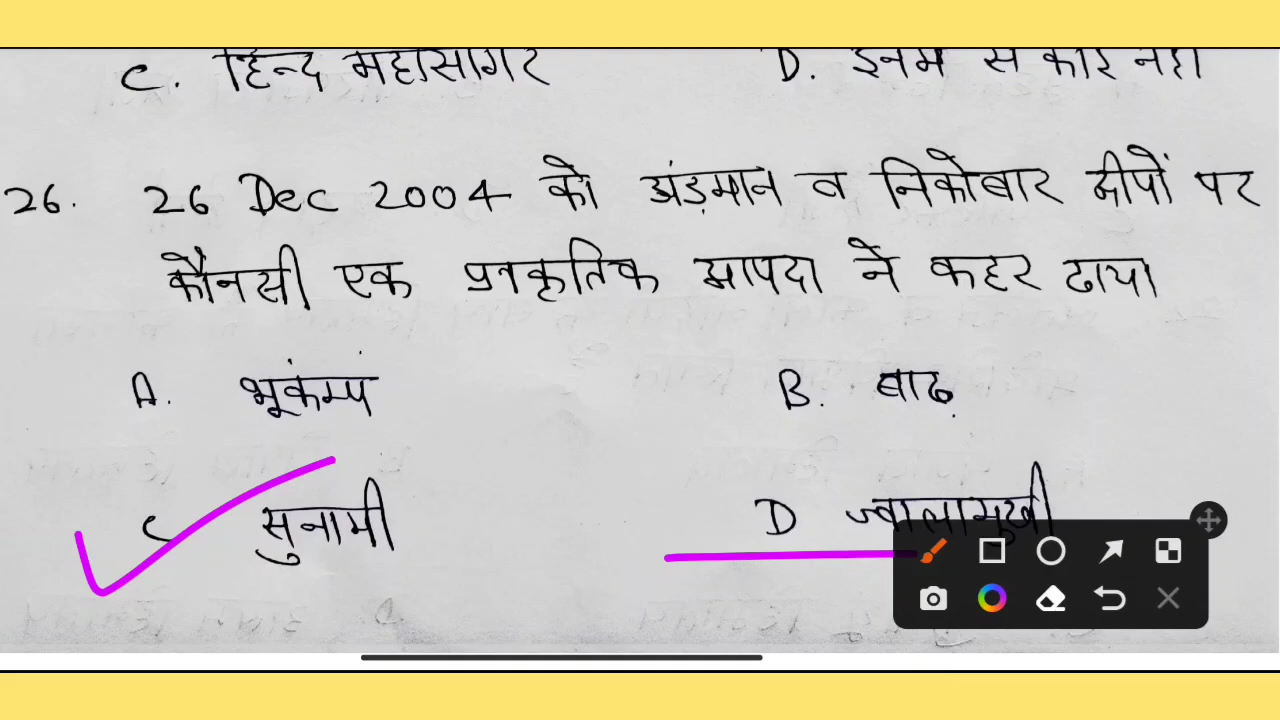 C. हिन्द महासागर D. इनमें से कोई नहीं
26. 26 Dec 2004 को अंडमान व निकोबार द्वीपों पर
कौनसी एक प्राकृतिक आपदा ने कहर ढाया
A. भूकंम्पं B. बाढ़
C सुनामी D ज्वालामुखी